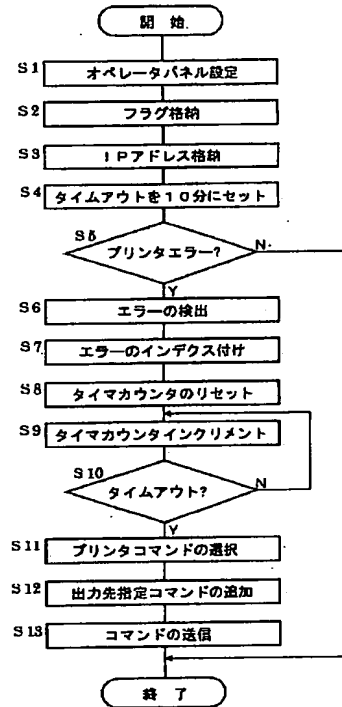 開 始
S1 オペレータパネル設定
S2 フラグ格納
S3 IPアドレス格納
S4 タイムアウトを10分にセット
S5 プリンタエラー? N
Y
S6 エラーの検出
S7 エラーのインデクス付け
S8 タイマカウンタのリセット
S9 タイマカウンタインクリメント
S10 タイムアウト? N
Y
S11 プリンタコマンドの選択
S12 出力先指定コマンドの追加
S13 コマンドの送信
終 了